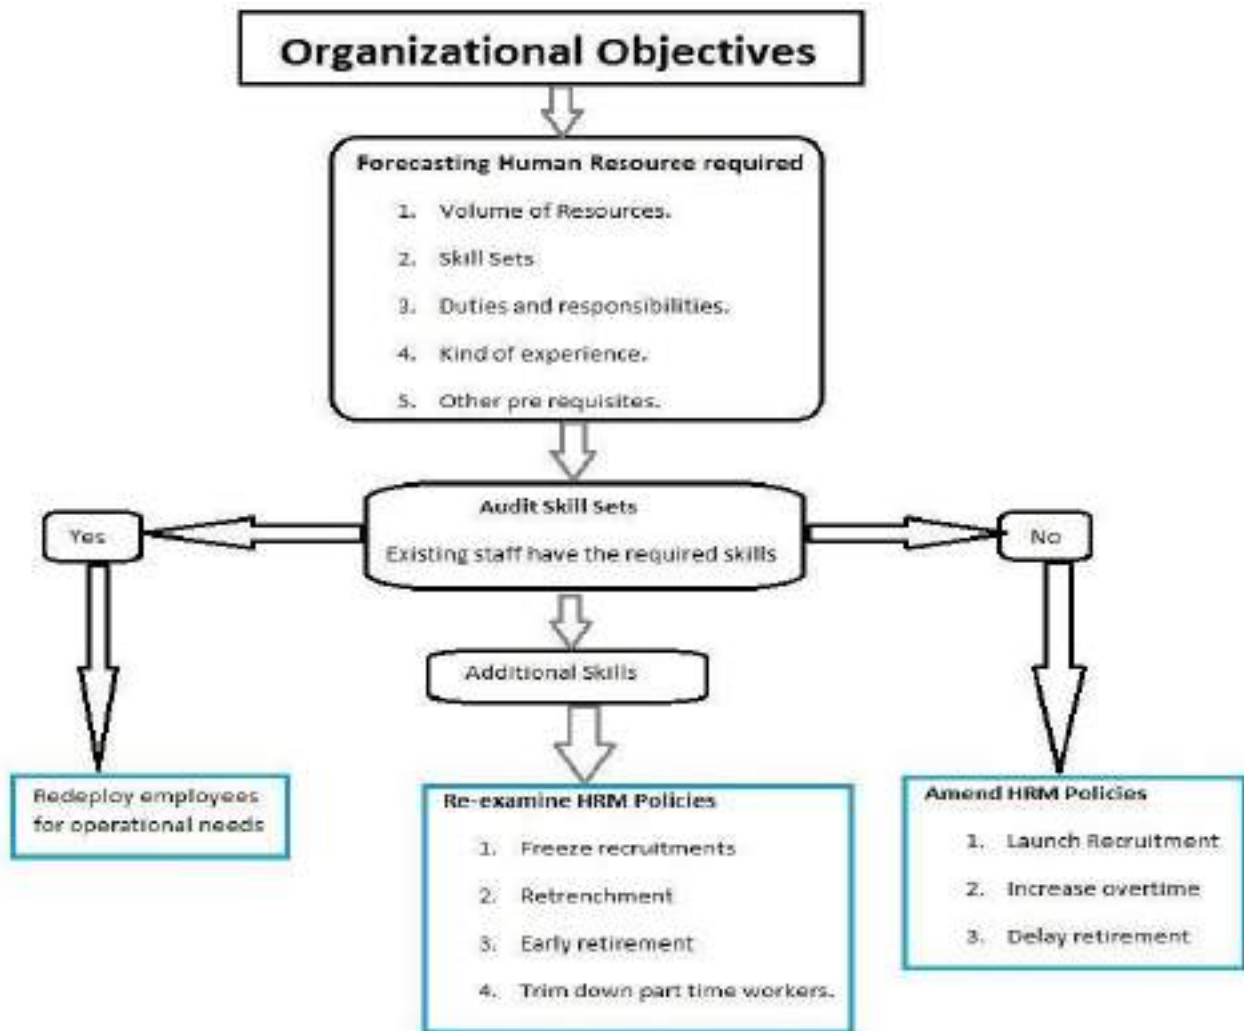 Organizational Objectives
Forecasting Human Resource required
1. Volume of Resources.
2. Skill Sets
3. Duties and responsibilities.
4. Kind of experience.
5. Other pre requisites.
Audit Skill Sets
Existing staff have the required skills
Yes
No
Additional Skills
Redeploy employees
for operational needs
Re-examine HRM Policies
1. Freeze recruitments
2. Retrenchment
3. Early retirement
4. Trim down part time workers.
Amend HRM Policies
1. Launch Recruitment
2. Increase overtime
3. Delay retirement